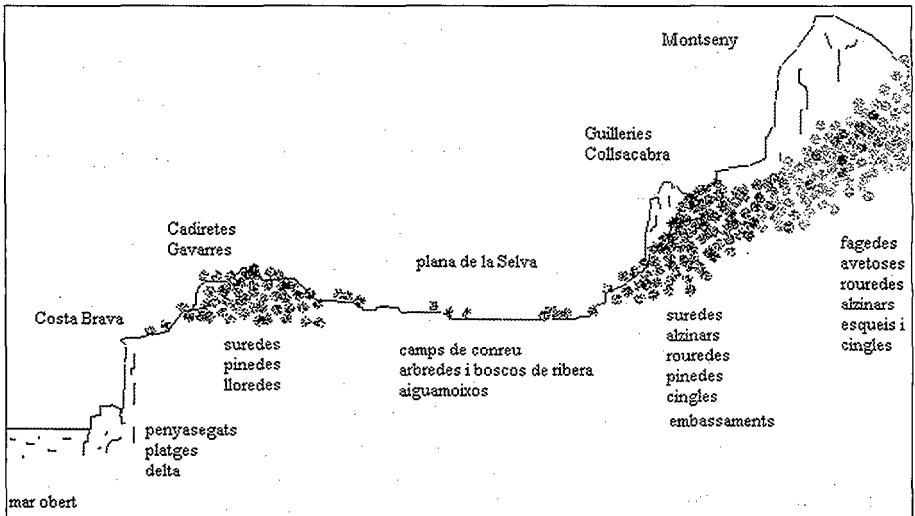 Montseny
Guilleries
Collsacabra
Cadiretes
Gavarres
plana de la Selva
Costa Brava
fagedes
avetoses
rouredes
alzinars
esqueis i
cingles
suredes
pinedes
lloredes
camps de conreu
arbredes i boscos de ribera
aiguamoixos
suredes
alzinars
rouredes
pinedes
cingles
embassaments
penyasegats
platges
delta
mar obert